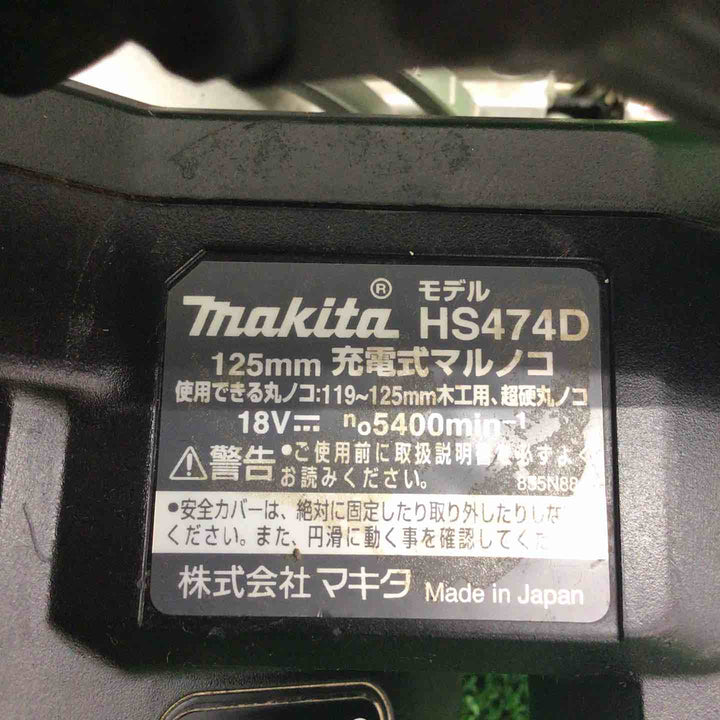 makita ® モデル HS474D
125mm 充電式マルノコ
使用できる丸ノコ:119~125mm木工用、超硬丸ノコ
18V n₀5400min⁻¹
警告 •ご使用前に取扱説明書を必ずよく
お読みください。
•安全カバーは、絶対に固定したり取り外したりしな
ください。また、円滑に動く事を確認してくだ
株式会社 マキタ Made in Japan